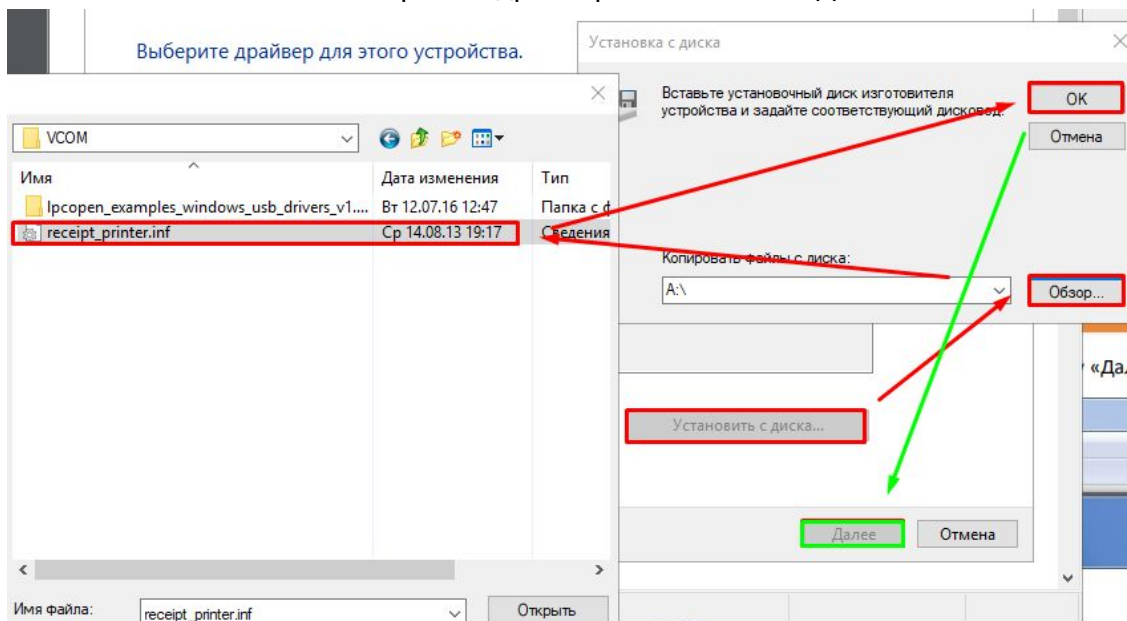 Выберите драйвер для этого устройства.
Установка с диска
Вставьте установочный диск изготовителя
устройства и задайте соответствующий дисковод.
OK
Отмена
VCOM
Имя
Дата изменения
Тип
lpcopen_examples_windows_usb_drivers_v1....
Вт 12.07.16 12:47
Папка с ф
receipt_printer.inf
Ср 14.08.13 19:17
Сведения
Копировать файлы с диска:
A:\
Обзор...
«Да
Установить с диска...
Далее
Отмена
Имя файла:
receipt_printer.inf
Открыть